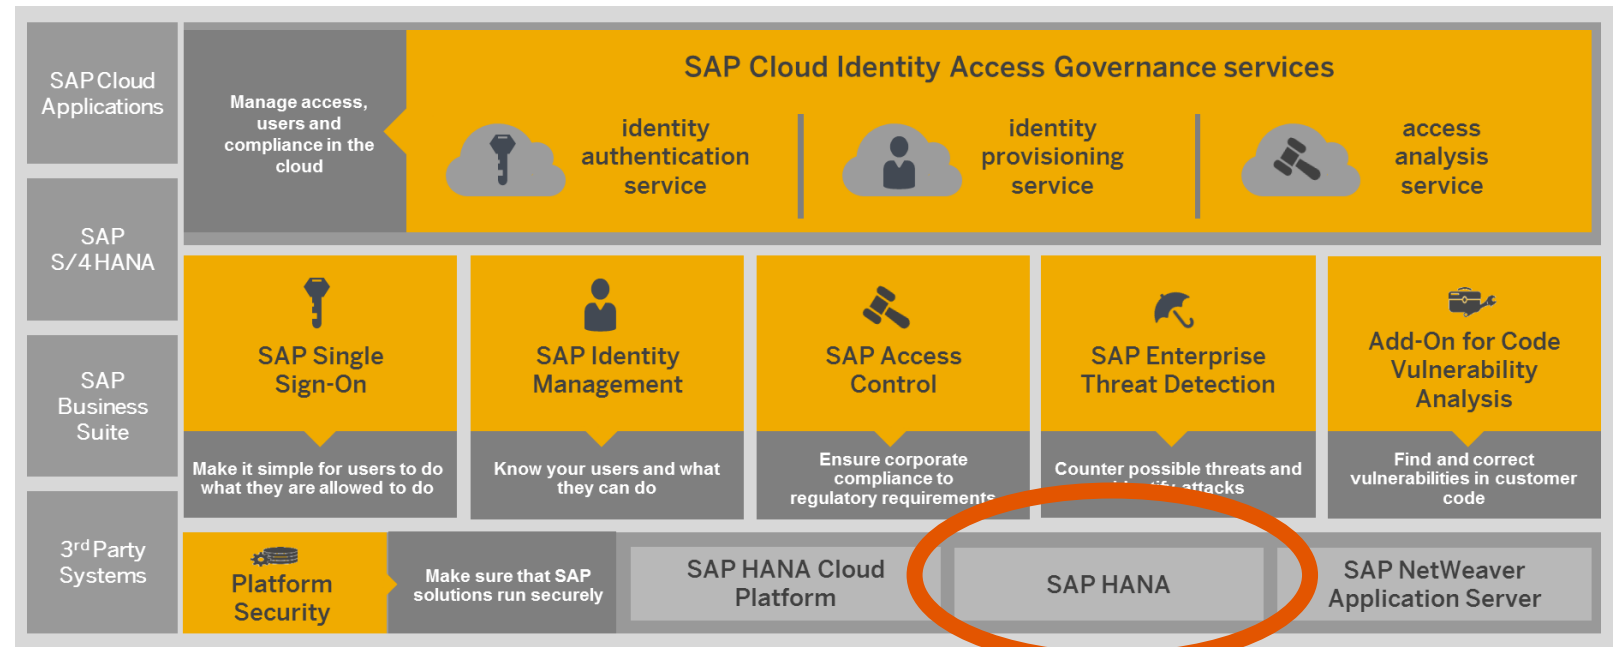 SAP Cloud
Applications
SAP
S/4HANA
SAP
Business
Suite
3rd Party
Systems
Manage access,
users and
compliance in the
cloud
SAP Cloud Identity Access Governance services
identity
authentication
service
identity
provisioning
service
access
analysis
service
SAP Single
Sign-On
Make it simple for users to do
what they are allowed to do
SAP Identity
Management
Know your users and what
they can do
SAP Access
Control
Ensure corporate
compliance to
regulatory requirements
SAP Enterprise
Threat Detection
Counter possible threats and
identify attacks
Add-On for Code
Vulnerability
Analysis
Find and correct
vulnerabilities in customer
code
Platform
Security
Make sure that SAP
solutions run securely
SAP HANA Cloud
Platform
SAP HANA
SAP NetWeaver
Application Server